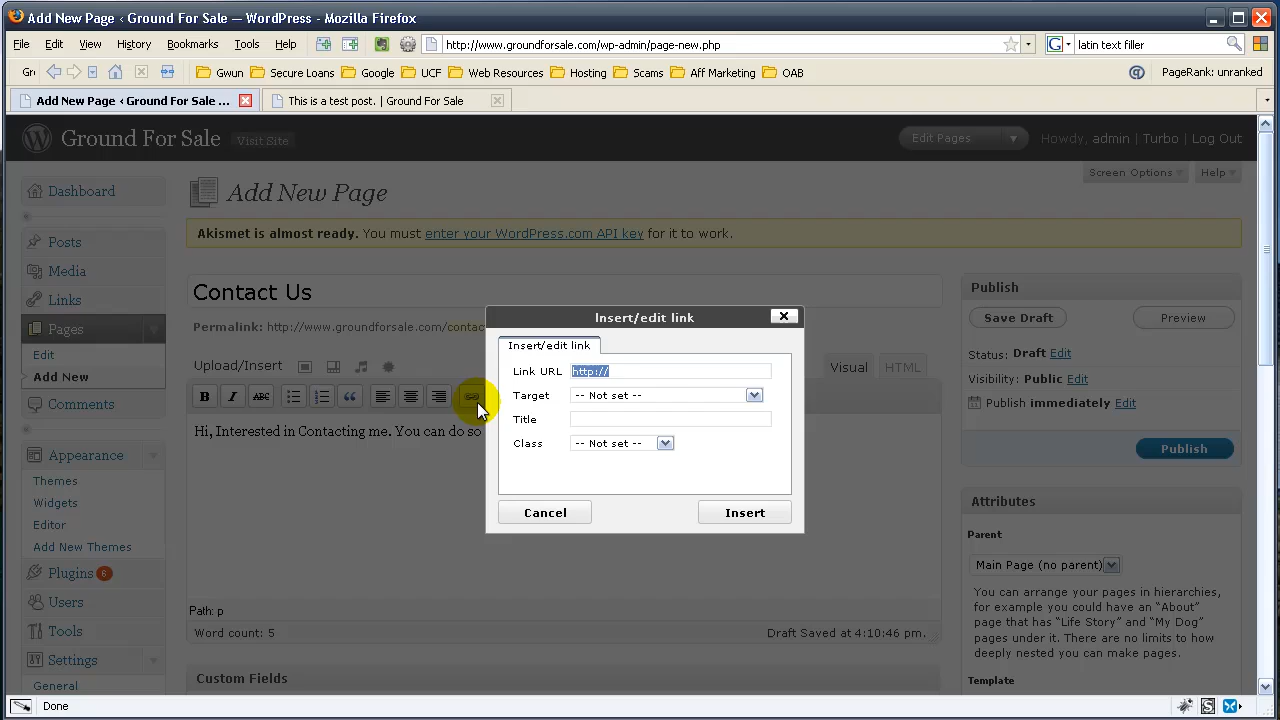 Add New Page ‹ Ground For Sale — WordPress - Mozilla Firefox
File Edit View History Bookmarks Tools Help http://www.groundforsale.com/wp-admin/page-new.php G latin text filler
Gr Gwun Secure Loans Google UCF Web Resources Hosting Scams Aff Marketing OAB PageRank: unranked
Add New Page ‹ Ground For Sale ... This is a test post. | Ground For Sale
Ground For Sale Visit Site Edit Pages Howdy, admin | Turbo | Log Out
Dashboard Add New Page Screen Options Help
Akismet is almost ready. You must enter your WordPress.com API key for it to work.
Posts
Media
Links
Pages
Edit
Add New
Comments
Appearance
Themes
Widgets
Editor
Add New Themes
Plugins 6
Users
Tools
Settings
General
Contact Us
Permalink: http://www.groundforsale.com/contac
Upload/Insert Visual HTML
B I ABC
Hi, Interested in Contacting me. You can do so
Path: p
Word count: 5 Draft Saved at 4:10:46 pm.
Custom Fields
Insert/edit link
Insert/edit link
Link URL http://
Target -- Not set --
Title
Class -- Not set --
Cancel Insert
Publish
Save Draft Preview
Status: Draft Edit
Visibility: Public Edit
Publish immediately Edit
Publish
Attributes
Parent
Main Page (no parent)
You can arrange your pages in hierarchies,
for example you could have an “About”
page that has “Life Story” and “My Dog”
pages under it. There are no limits to how
deeply nested you can make pages.
Template
Done